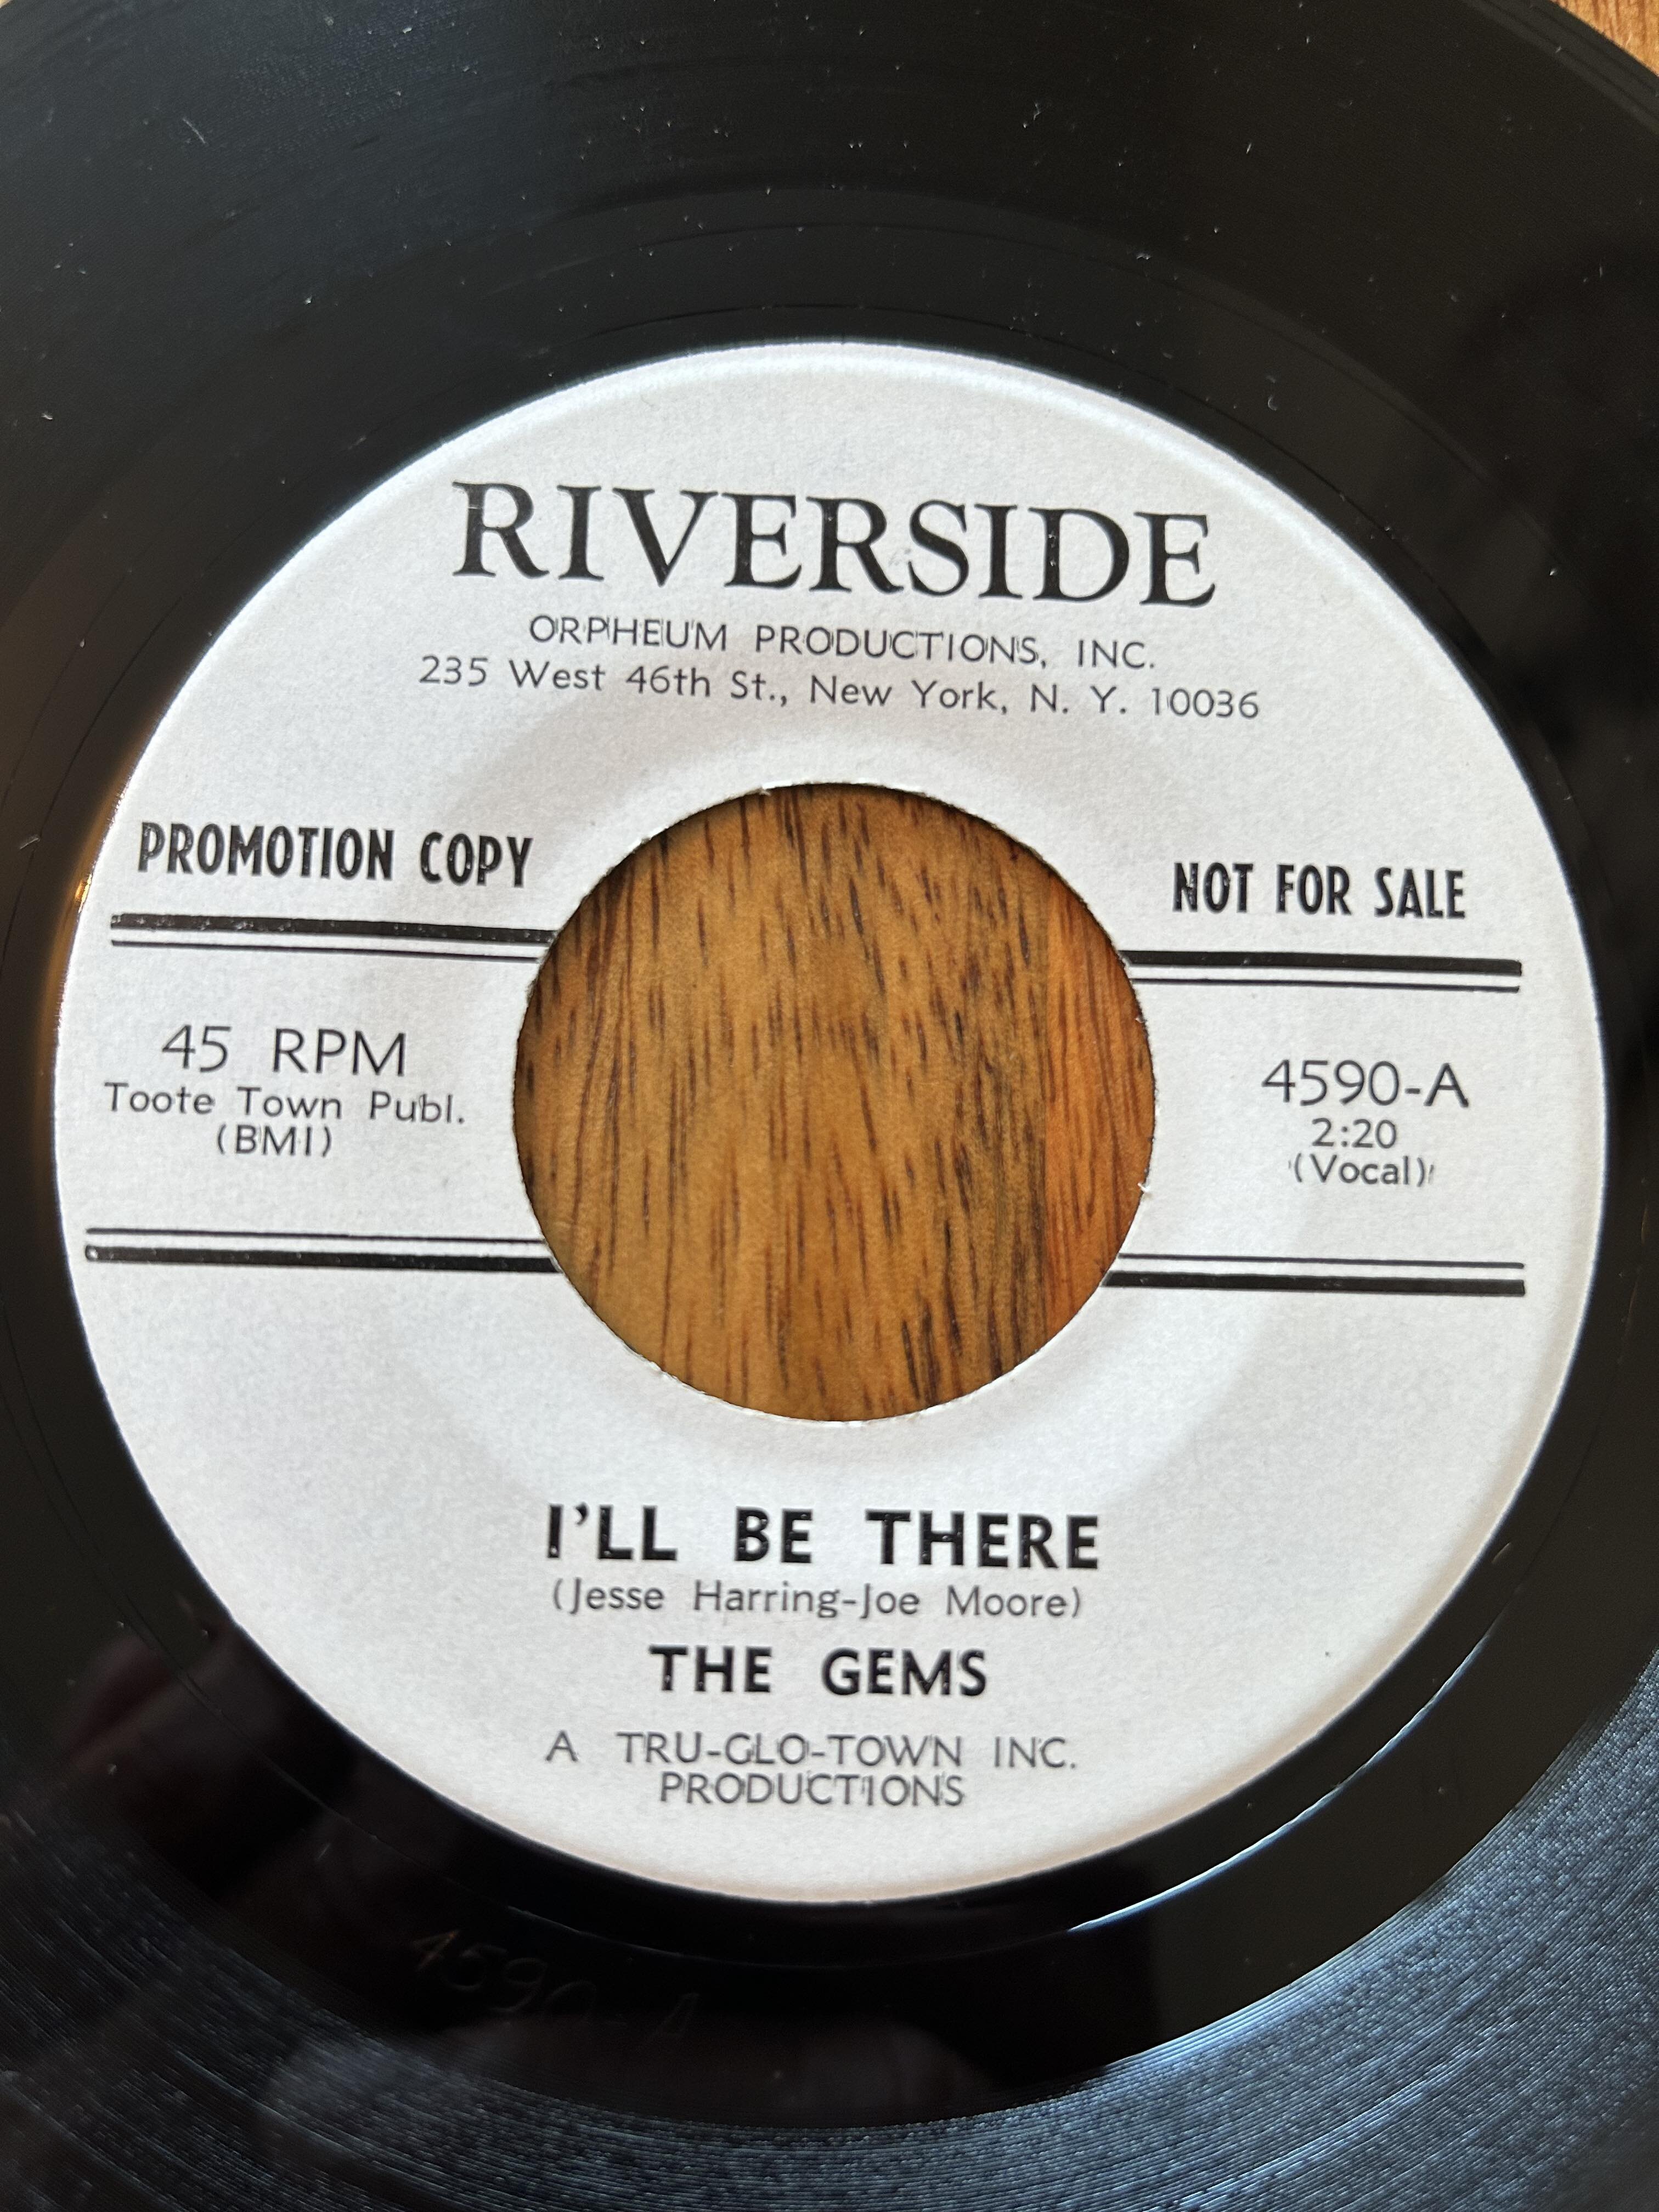 RIVERSIDE
ORPHEUM PRODUCTIONS, INC.
235 West 46th St., New York, N. Y. 10036
PROMOTION COPY
NOT FOR SALE
45 RPM
Toote Town Publ.
(BMI)
4590-A
2:20
(Vocal)
I'LL BE THERE
(Jesse Harring-Joe Moore)
THE GEMS
A TRU-GLO-TOWN INC.
PRODUCTIONS
4590-A